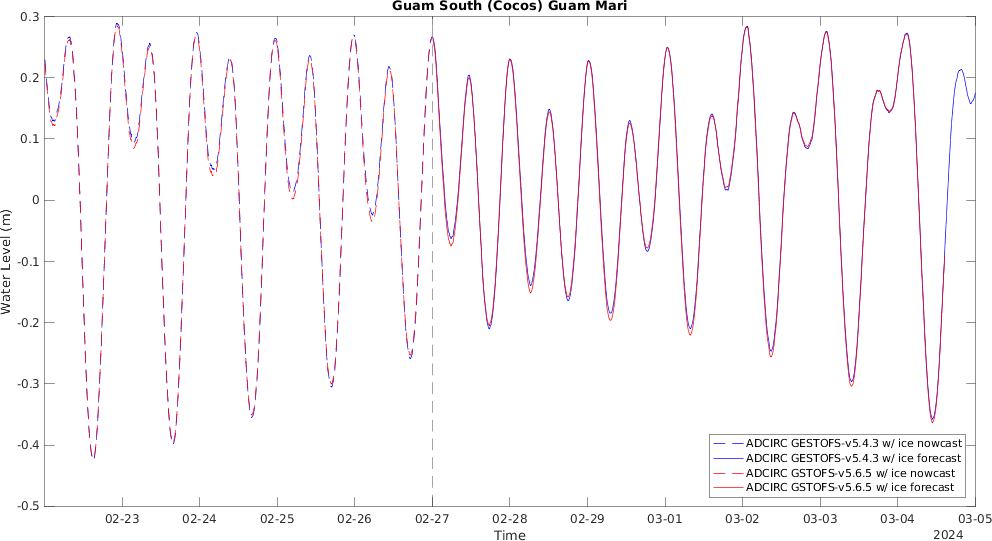 Guam South (Cocos) Guam Mari
0.3
0.2
0.1
0
-0.1
-0.2
-0.3
-0.4
-0.5
Water Level (m)
ADCIRC GESTOFS-v5.4.3 w/ ice nowcast
ADCIRC GESTOFS-v5.4.3 w/ ice forecast
ADCIRC GSTOFS-v5.6.5 w/ ice nowcast
ADCIRC GSTOFS-v5.6.5 w/ ice forecast
02-23 02-24 02-25 02-26 02-27 02-28 02-29 03-01 03-02 03-03 03-04 03-05
Time
2024